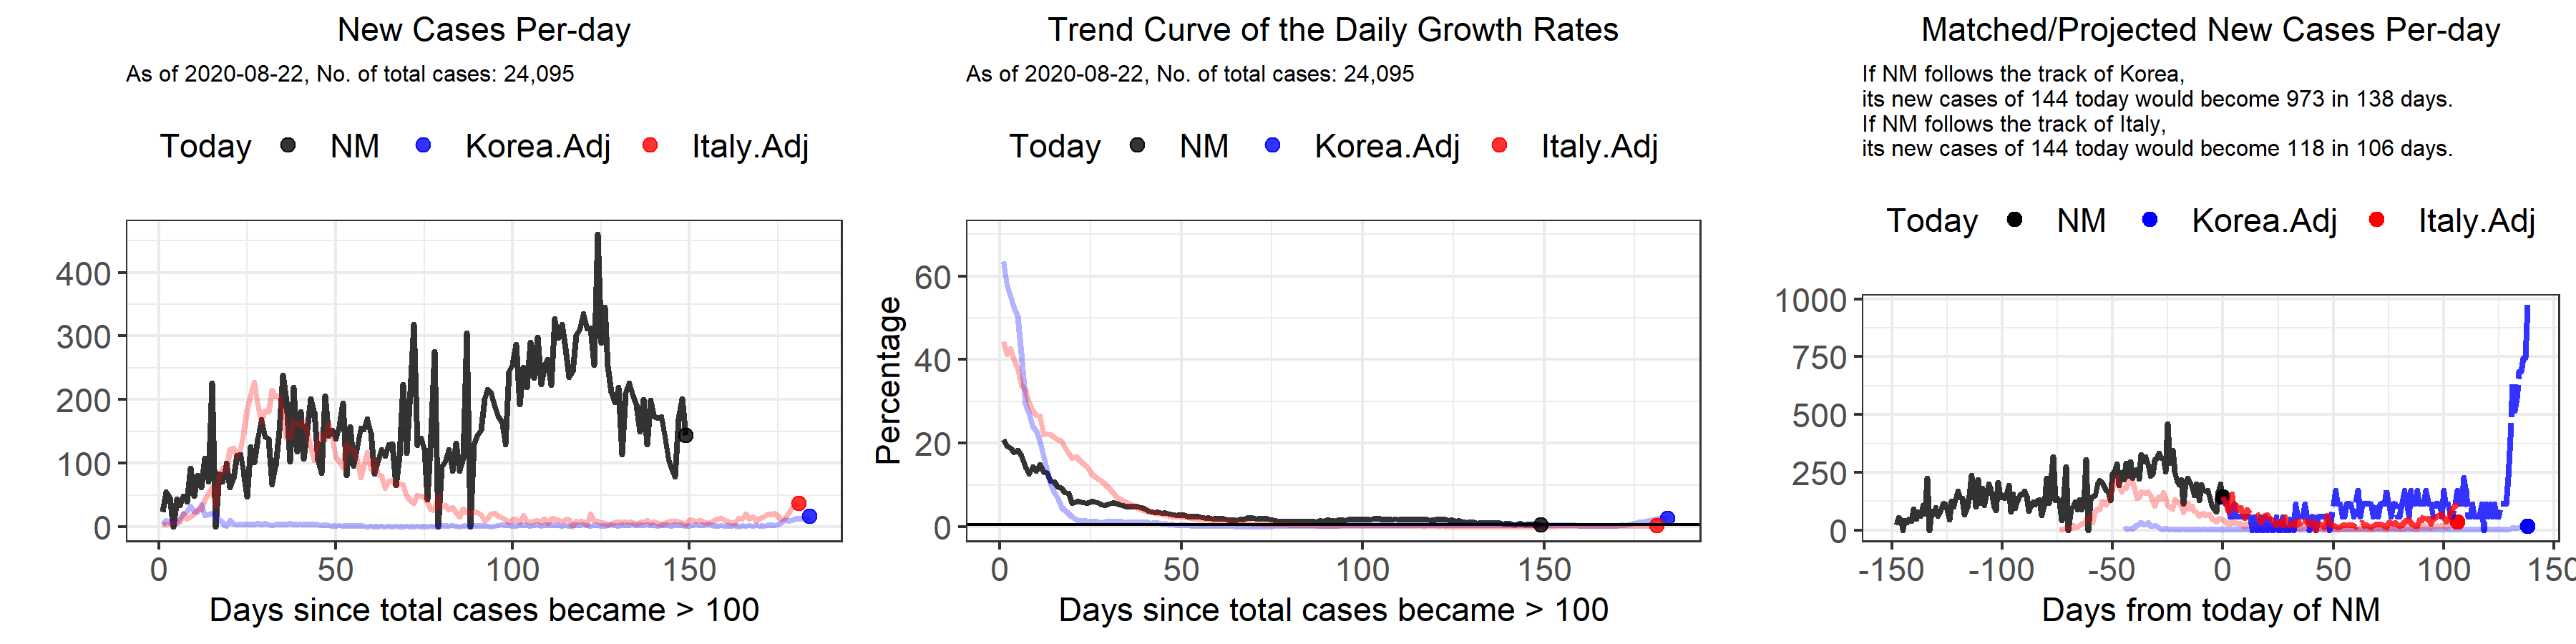 New Cases Per-day
As of 2020-08-22, No. of total cases: 24,095
Today NM Korea.Adj Italy.Adj
400
300
200
100
0
0 50 100 150
Days since total cases became > 100
Trend Curve of the Daily Growth Rates
As of 2020-08-22, No. of total cases: 24,095
Today NM Korea.Adj Italy.Adj
Percentage
60
40
20
0
0 50 100 150
Days since total cases became > 100
Matched/Projected New Cases Per-day
If NM follows the track of Korea,
its new cases of 144 today would become 973 in 138 days.
If NM follows the track of Italy,
its new cases of 144 today would become 118 in 106 days.
Today NM Korea.Adj Italy.Adj
1000
750
500
250
0
-150 -100 -50 0 50 100 150
Days from today of NM